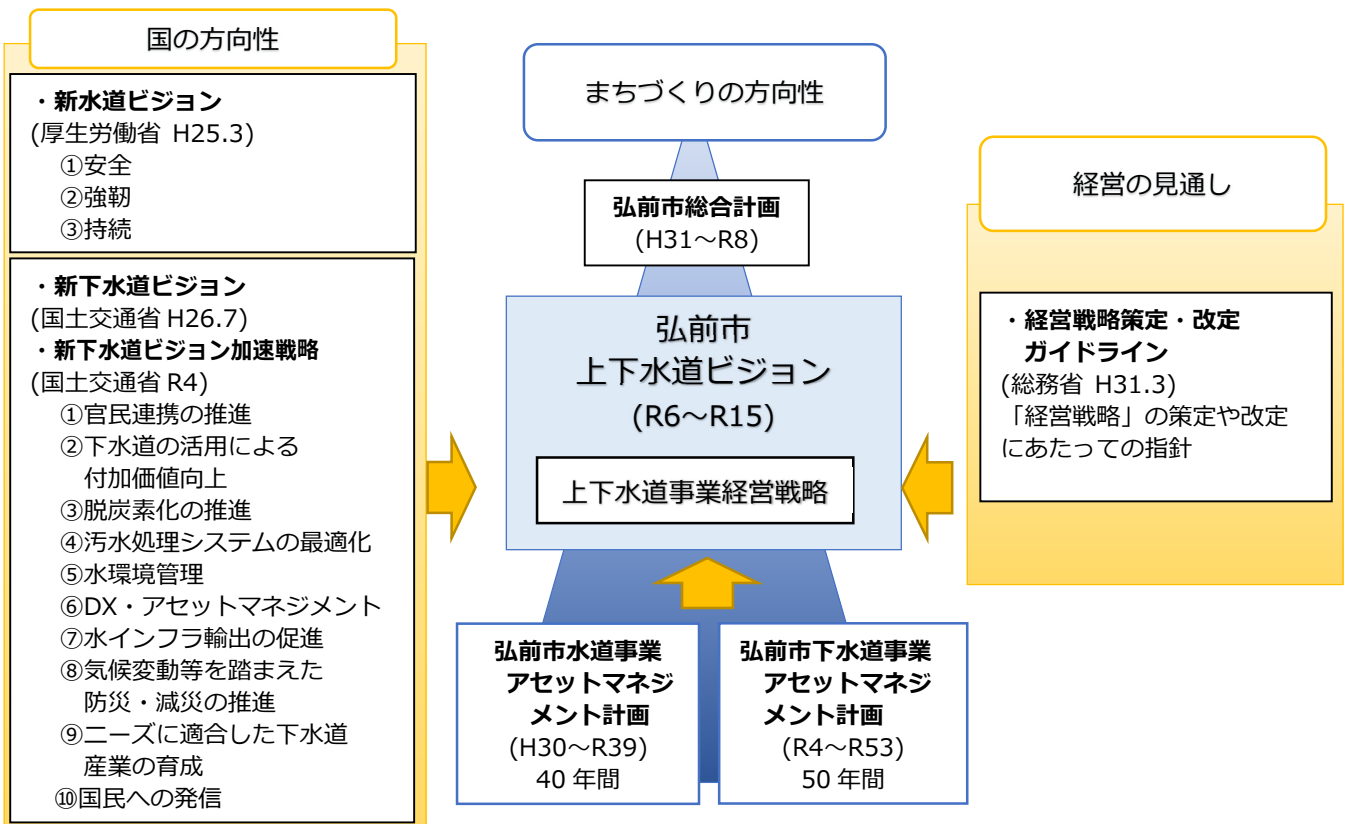 国の方向性
・新水道ビジョン
(厚生労働省 H25.3)
①安全
②強靭
③持続
・新下水道ビジョン
(国土交通省 H26.7)
・新下水道ビジョン加速戦略
(国土交通省 R4)
①官民連携の推進
②下水道の活用による
付加価値向上
③脱炭素化の推進
④汚水処理システムの最適化
⑤水環境管理
⑥DX・アセットマネジメント
⑦水インフラ輸出の促進
⑧気候変動等を踏まえた
防災・減災の推進
⑨ニーズに適合した下水道
産業の育成
⑩国民への発信
まちづくりの方向性
弘前市総合計画
(H31～R8)
弘前市
上下水道ビジョン
(R6～R15)
上下水道事業経営戦略
弘前市水道事業
アセットマネジ
メント計画
(H30～R39)
40 年間
弘前市下水道事業
アセットマネジ
メント計画
(R4～R53)
50 年間
経営の見通し
・経営戦略策定・改定
ガイドライン
(総務省 H31.3)
「経営戦略」の策定や改定
にあたっての指針